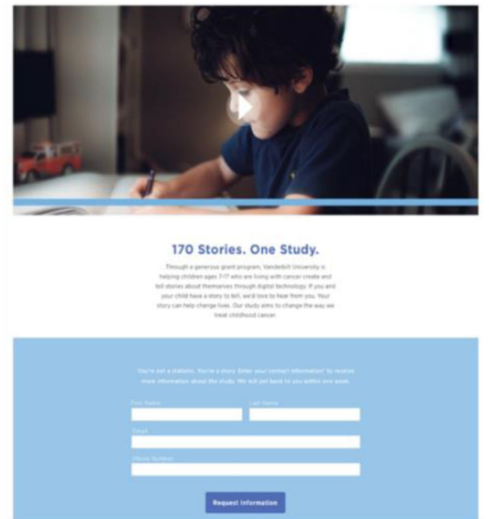 170 Stories. One Study.
Through a generous grant program, Vanderbilt University is
helping children ages 7-17 who are living with cancer create and
tell stories about themselves through digital technology. If you and
your child have a story to tell, we'd love to hear from you. Your
story can help change lives. Our study aims to change the way we
treat childhood cancer.
You're not a statistic. You're a story. Enter your contact information! to receive
more information about the study. We will get back to you within one week.
First Name
Last Name
Email
Phone Number
Request Information